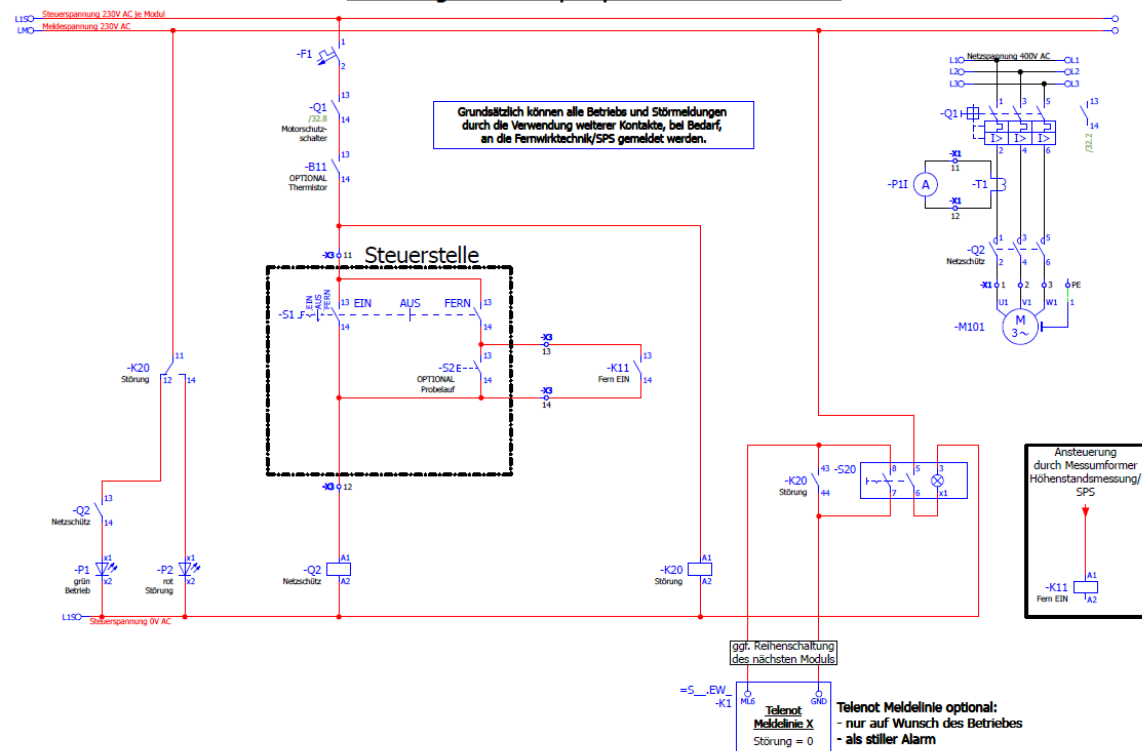 L1S Steuerspannung 230V AC je Modul
LM Meldespannung 230V AC
-F1
1
2
-Q1
13
14
/32.8
Motorschutz-
schalter
-B11
13
14
OPTIONAL
Thermistor
Grundsätzlich können alle Betriebs und Störmeldungen
durch die Verwendung weiterer Kontakte, bei Bedarf,
an die Fernwirktechnik/SPS gemeldet werden.
L1 Netzspannung 400V AC L1
L2 L2
L3 L3
-Q1
1 3 5
I> I> I>
2 4 6
13
14
/32.2
-X1
11
-P1I A -T1
-X1
12
-Q2
Netzschütz
1 3 5
2 4 6
-X1 1 2 3 PE
U1 V1 W1 1
-M101
M
3~
-X3 11
Steuerstelle
EIN
AUS
FERN
-S1
13 EIN AUS FERN 13
14 14
-X3
13
-S2
13
14
OPTIONAL
Probelauf
-K11
13
14
Fern EIN
-X3
14
-X3 12
-K20
Störung
11
12 14
-Q2
Netzschütz
13
14
-P1
grün
Betrieb
x1
x2
-P2
rot
Störung
x1
x2
-Q2
Netzschütz
A1
A2
-K20
Störung
A1
A2
L1S Steuerspannung 0V AC
-K20
Störung
43
44
-S20
8 5 3
7 6 x1
Ansteuerung
durch Messumformer
Höhenstandsmessung/
SPS
-K11
Fern EIN
A1
A2
ggf. Reihenschaltung
des nächsten Moduls
=S__.EW_
-K1
ML6 GND
Telenot
Meldelinie X
Störung = 0
Telenot Meldelinie optional:
- nur auf Wunsch des Betriebes
- als stiller Alarm